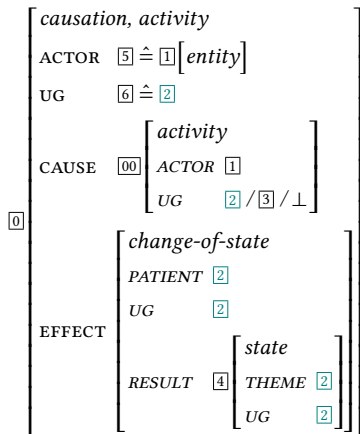 causation, activity
ACTOR 5 ≙ 1 [entity]
UG 6 ≙ 2
activity
CAUSE 00 ACTOR 1
UG 2 / 3 / ⊥
0
change-of-state
PATIENT 2
UG 2
EFFECT
state
RESULT 4 THEME 2
UG 2